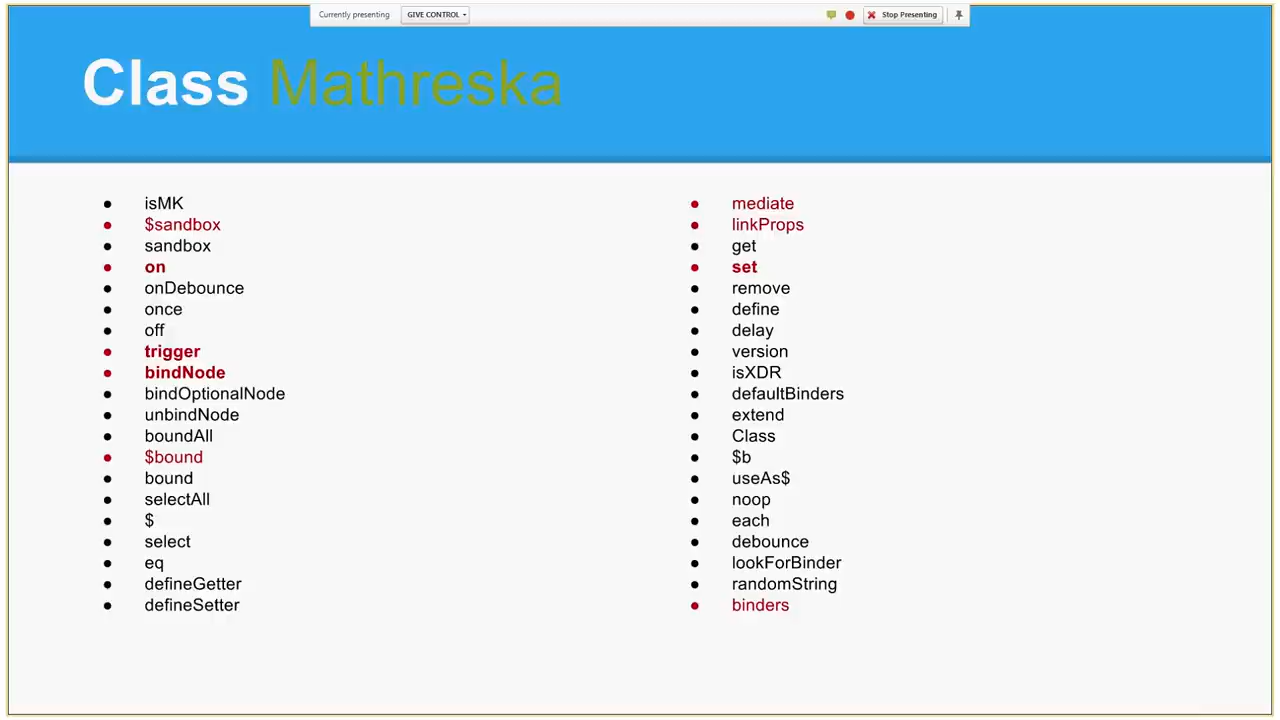 Currently presenting GIVE CONTROL Stop Presenting
Class Mathreska
isMK
$sandbox
sandbox
on
onDebounce
once
off
trigger
bindNode
bindOptionalNode
unbindNode
boundAll
$bound
bound
selectAll
$
select
eq
defineGetter
defineSetter
mediate
linkProps
get
set
remove
define
delay
version
isXDR
defaultBinders
extend
Class
$b
useAs$
noop
each
debounce
lookForBinder
randomString
binders